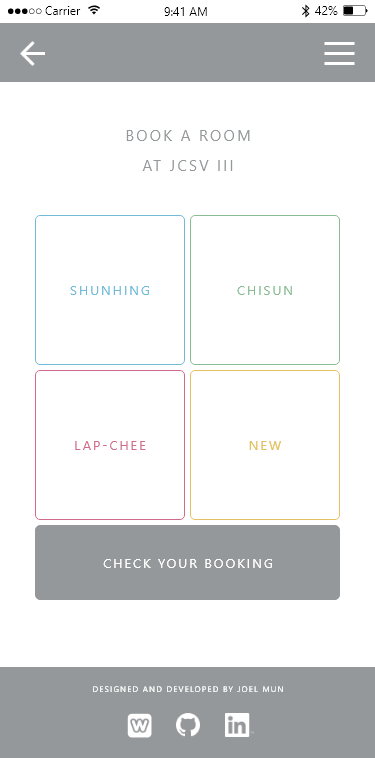 Carrier 9:41 AM 42%
BOOK A ROOM
AT JCSV III
SHUNHING CHISUN
LAP-CHEE NEW
CHECK YOUR BOOKING
DESIGNED AND DEVELOPED BY JOEL MUN
W in